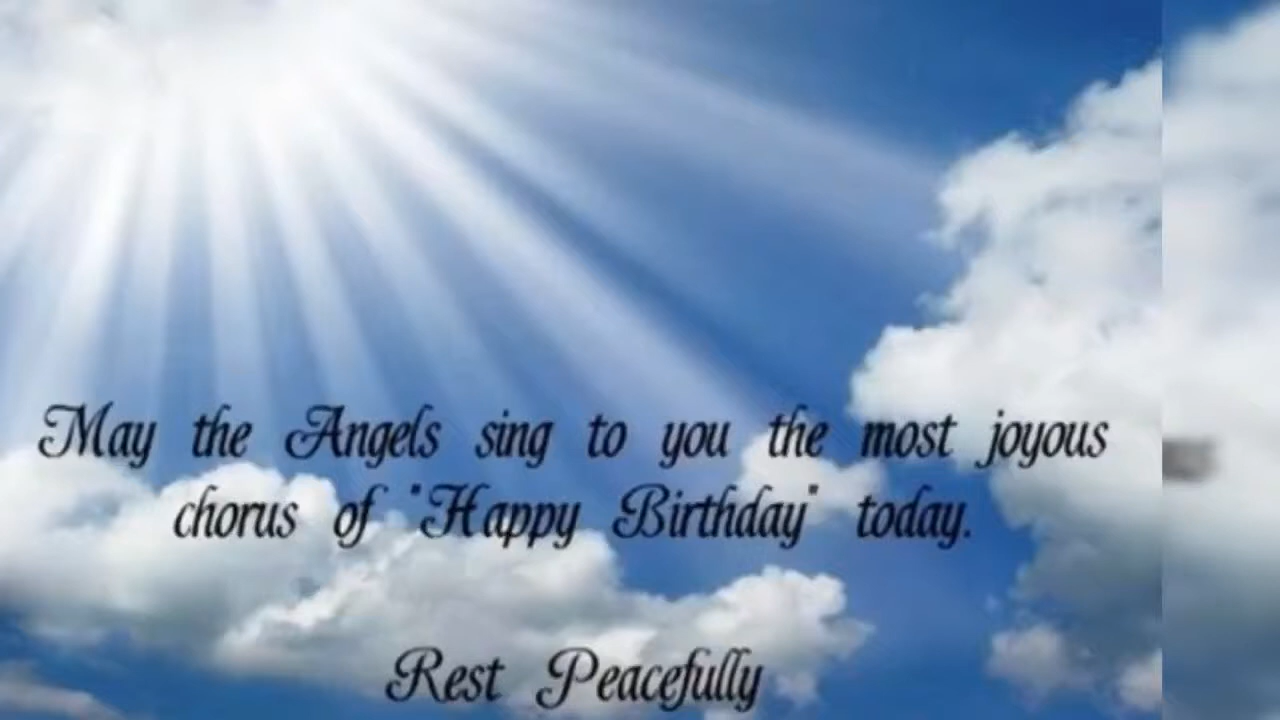 May the Angels sing to you the most joyous
chorus of "Happy Birthday" today.
Rest Peacefully